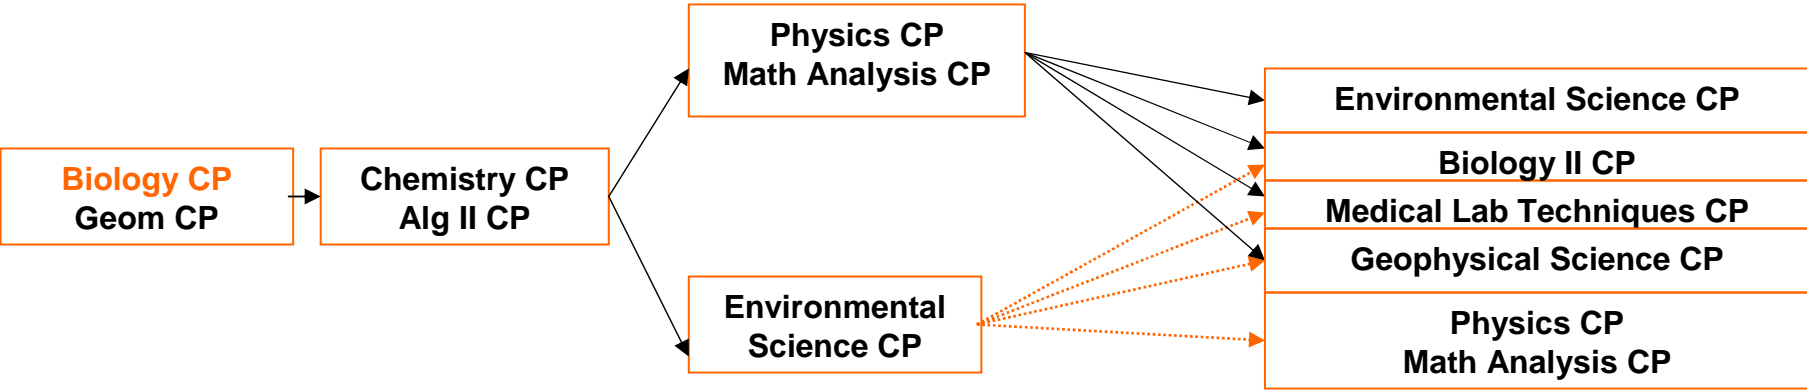 Biology CP
Geom CP
Chemistry CP
Alg II CP
Physics CP
Math Analysis CP
Environmental
Science CP
Environmental Science CP
Biology II CP
Medical Lab Techniques CP
Geophysical Science CP
Physics CP
Math Analysis CP